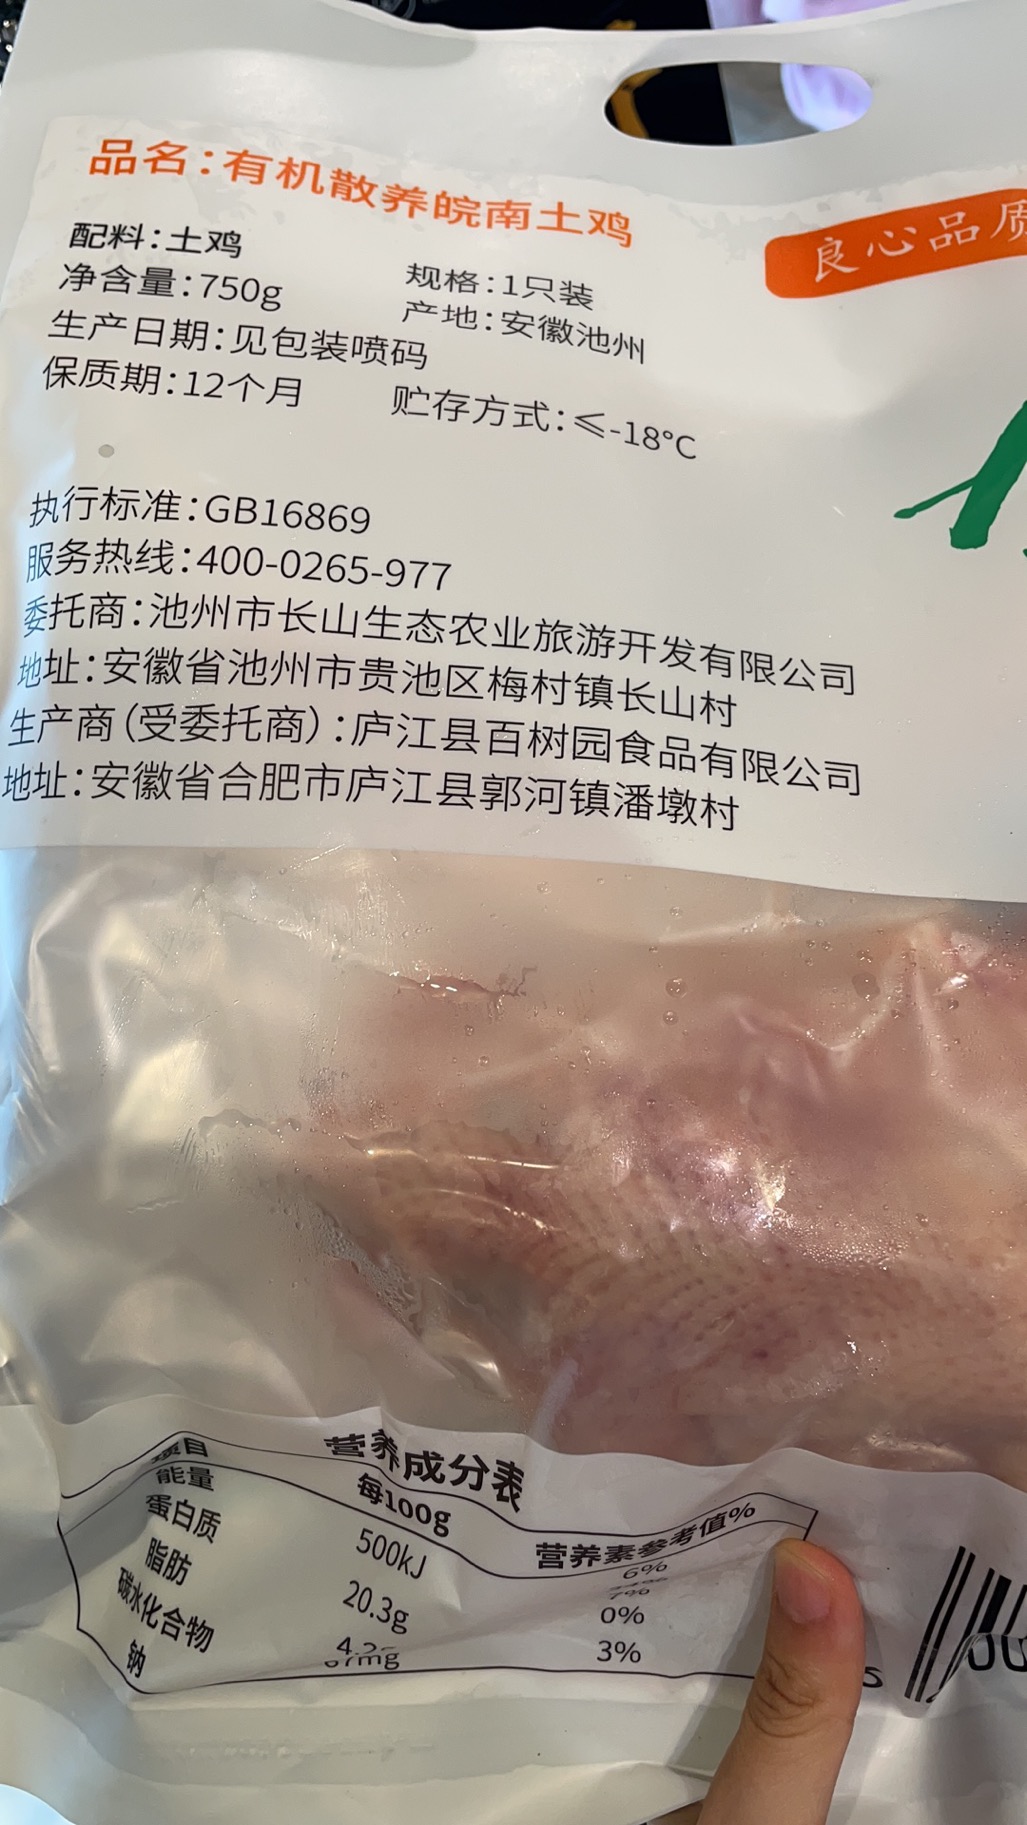 品名：有机散养皖南土鸡
良心品质
配料：土鸡
净含量：750g 规格：1只装
生产日期：见包装喷码 产地：安徽池州
保质期：12个月 贮存方式：≤-18℃
执行标准：GB16869
服务热线：400-0265-977
委托商：池州市长山生态农业旅游开发有限公司
地址：安徽省池州市贵池区梅村镇长山村
生产商（受委托商）：庐江县百树园食品有限公司
地址：安徽省合肥市庐江县郭河镇潘墩村
营养成分表
项目 每100g 营养素参考值%
能量 500kJ 6%
蛋白质 20.3g
脂肪 7%
碳水化合物 0%
钠 3%